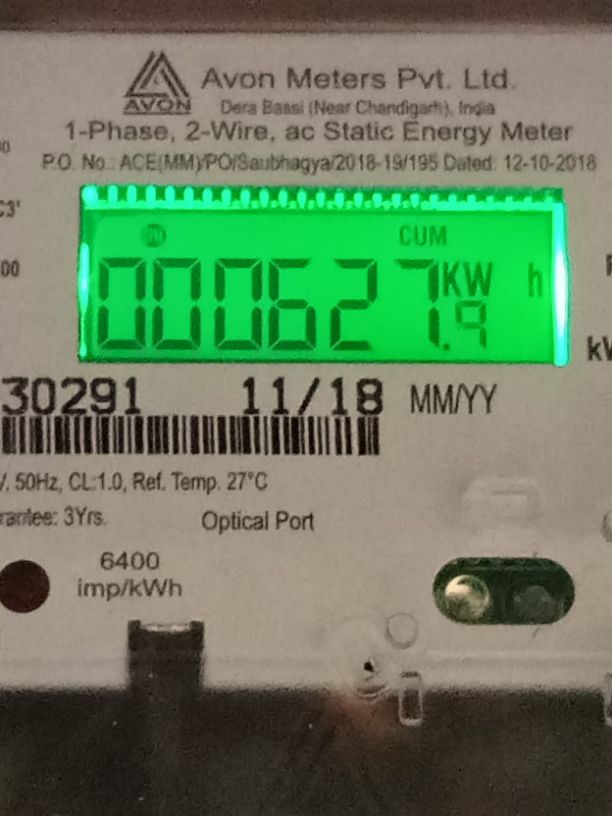 Avon Meters Pvt. Ltd.
AVON
Dera Bassi (Near Chandigarh), India
1-Phase, 2-Wire, ac Static Energy Meter
P.O. No.: ACE(MM)/PO/Saubhagya/2018-19/195 Dated: 12-10-2018
CUM
000627.9 KW h
30291 11/18 MM/YY
50Hz, CL:1.0, Ref. Temp. 27°C
3Yrs.
Optical Port
6400
imp/kWh